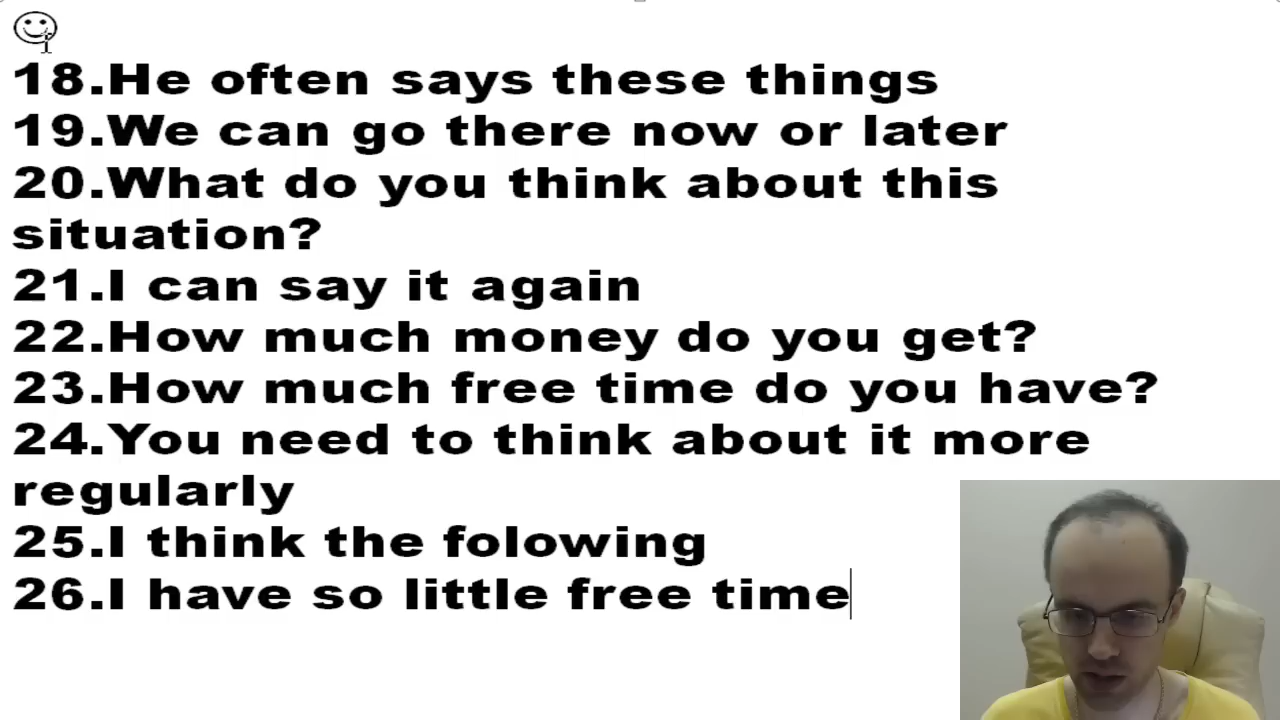 18.He often says these things
19.We can go there now or later
20.What do you think about this
situation?
21.I can say it again
22.How much money do you get?
23.How much free time do you have?
24.You need to think about it more
regularly
25.I think the folowing
26.I have so little free time